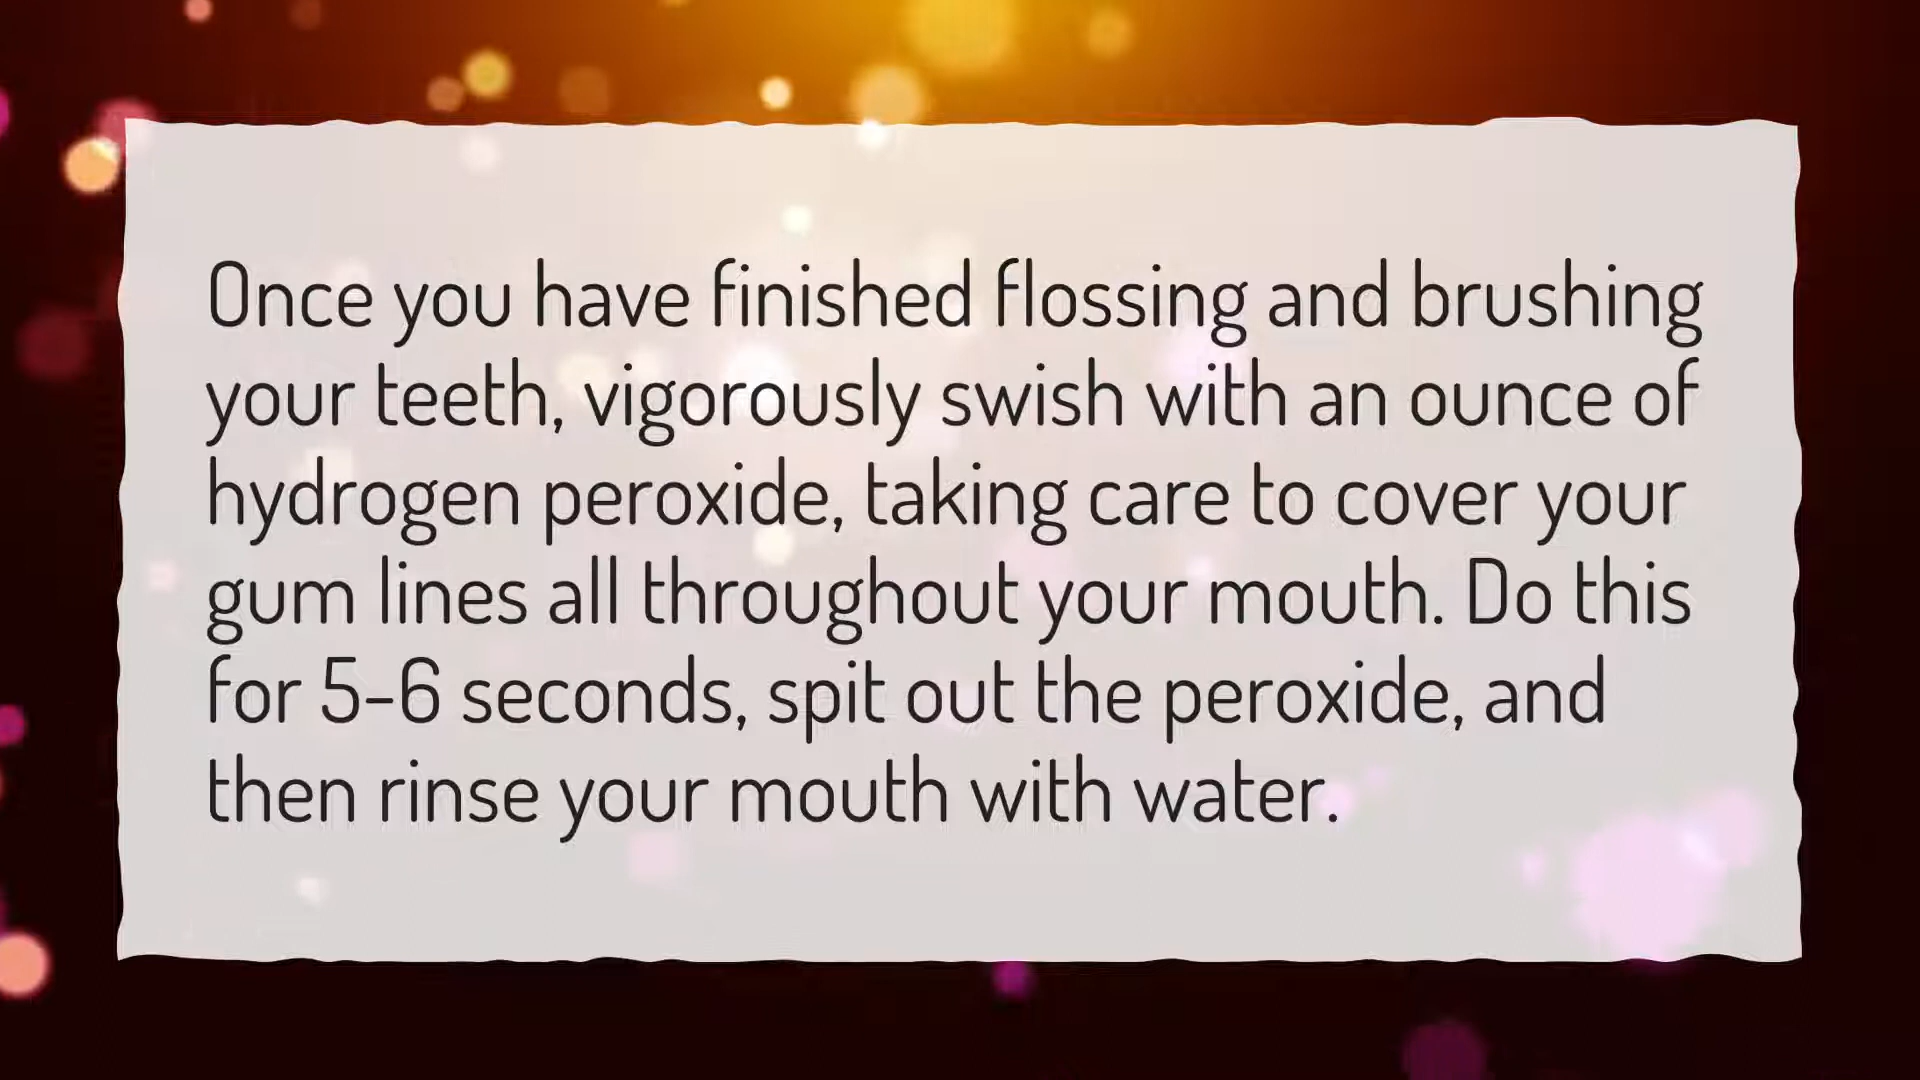 Once you have finished flossing and brushing
your teeth, vigorously swish with an ounce of
hydrogen peroxide, taking care to cover your
gum lines all throughout your mouth. Do this
for 5-6 seconds, spit out the peroxide, and
then rinse your mouth with water.